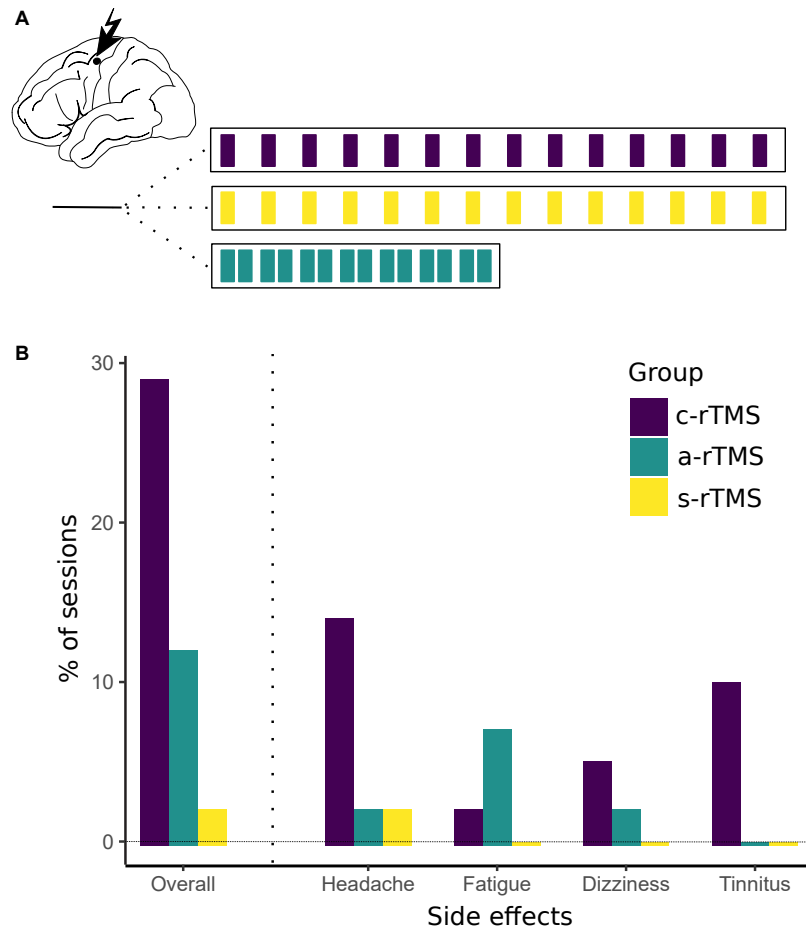 A
B
30
20
10
0
% of sessions
Group
c-rTMS
a-rTMS
s-rTMS
Overall
Headache
Fatigue
Dizziness
Tinnitus
Side effects